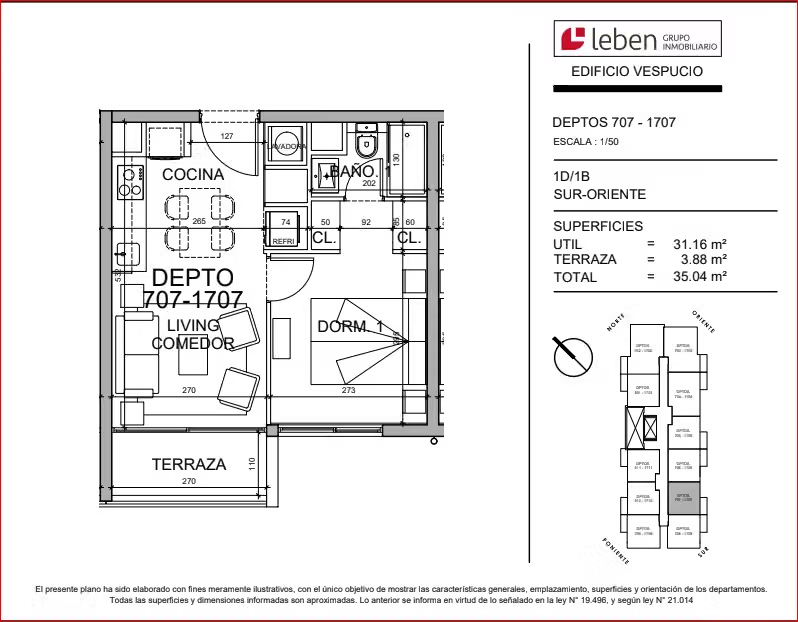 leben GRUPO INMOBILIARIO
EDIFICIO VESPUCIO
DEPTOS 707 - 1707
ESCALA : 1/50
1D/1B
SUR-ORIENTE
SUPERFICIES
UTIL = 31.16 m²
TERRAZA = 3.88 m²
TOTAL = 35.04 m²
NORTE
ORIENTE
PONIENTE
SUR
127
LAVADORA
130
COCINA
BAÑO. 1
202
265
74
50
92
85
60
REFRI
CL.
CL.
532
DEPTO
707-1707
LIVING
COMEDOR
DORM. 1
270
273
TERRAZA
110
270
El presente plano ha sido elaborado con fines meramente ilustrativos, con el único objetivo de mostrar las características generales, emplazamiento, superficies y orientación de los departamentos.
Todas las superficies y dimensiones informadas son aproximadas. Lo anterior se informa en virtud de lo señalado en la ley N° 19.496, y según ley N° 21.014